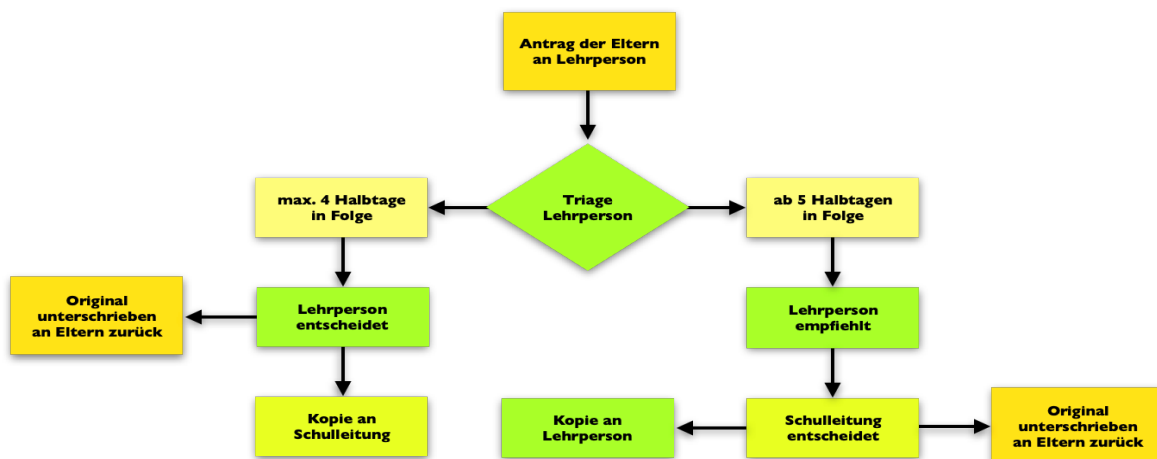 Antrag der Eltern
an Lehrperson
Triage
Lehrperson
max. 4 Halbtage
in Folge
ab 5 Halbtagen
in Folge
Original
unterschrieben
an Eltern zurück
Lehrperson
entscheidet
Lehrperson
empfiehlt
Kopie an
Schulleitung
Kopie an
Lehrperson
Schulleitung
entscheidet
Original
unterschrieben
an Eltern zurück